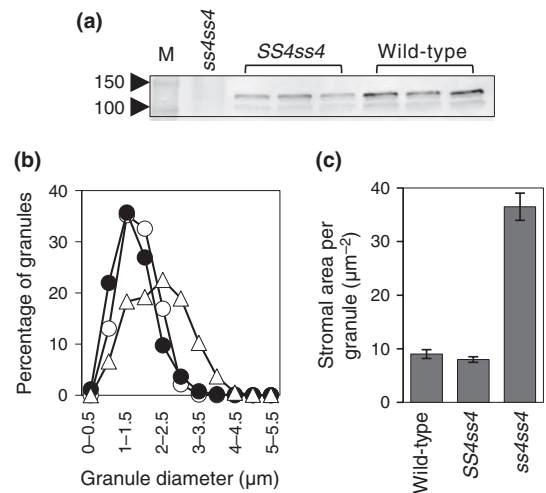 (a)
M
ss4ss4
SS4ss4
Wild-type
150
100
(b)
Percentage of granules
40
30
20
10
0
0–0.5
1–1.5
2–2.5
3–3.5
4–4.5
5–5.5
Granule diameter (µm)
(c)
Stromal area per
granule (µm⁻²)
40
30
20
10
0
Wild-type
SS4ss4
ss4ss4